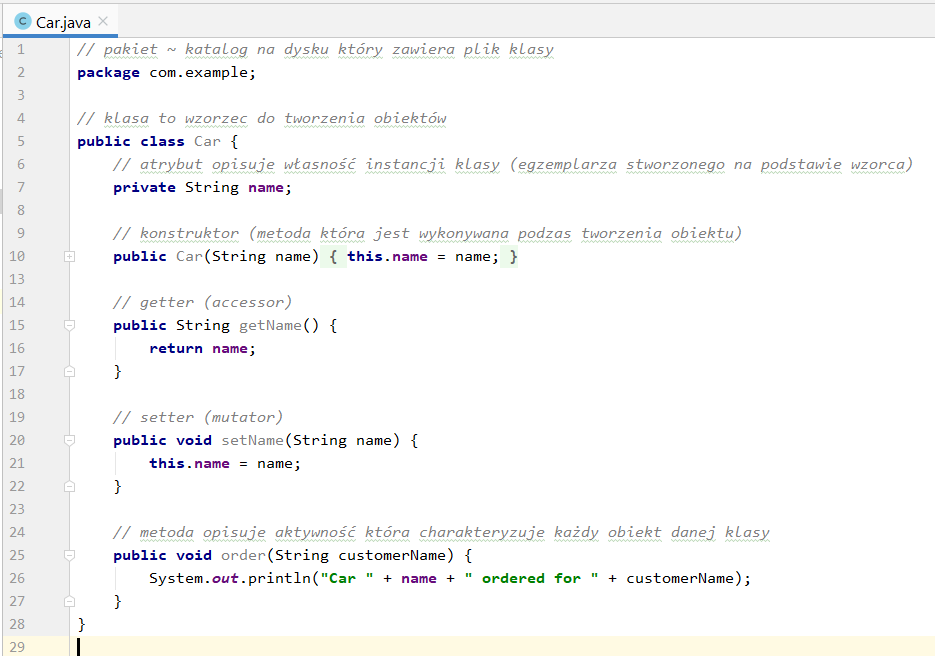 Car.java
1 // pakiet ~ katalog na dysku który zawiera plik klasy
2 package com.example;
3
4 // klasa to wzorzec do tworzenia obiektów
5 public class Car {
6 // atrybut opisuje własność instancji klasy (egzemplarza stworzonego na podstawie wzorca)
7 private String name;
8
9 // konstruktor (metoda która jest wykonywana podzas tworzenia obiektu)
10 public Car(String name) { this.name = name; }
13
14 // getter (accessor)
15 public String getName() {
16 return name;
17 }
18
19 // setter (mutator)
20 public void setName(String name) {
21 this.name = name;
22 }
23
24 // metoda opisuje aktywność która charakteryzuje każdy obiekt danej klasy
25 public void order(String customerName) {
26 System.out.println("Car " + name + " ordered for " + customerName);
27 }
28 }
29